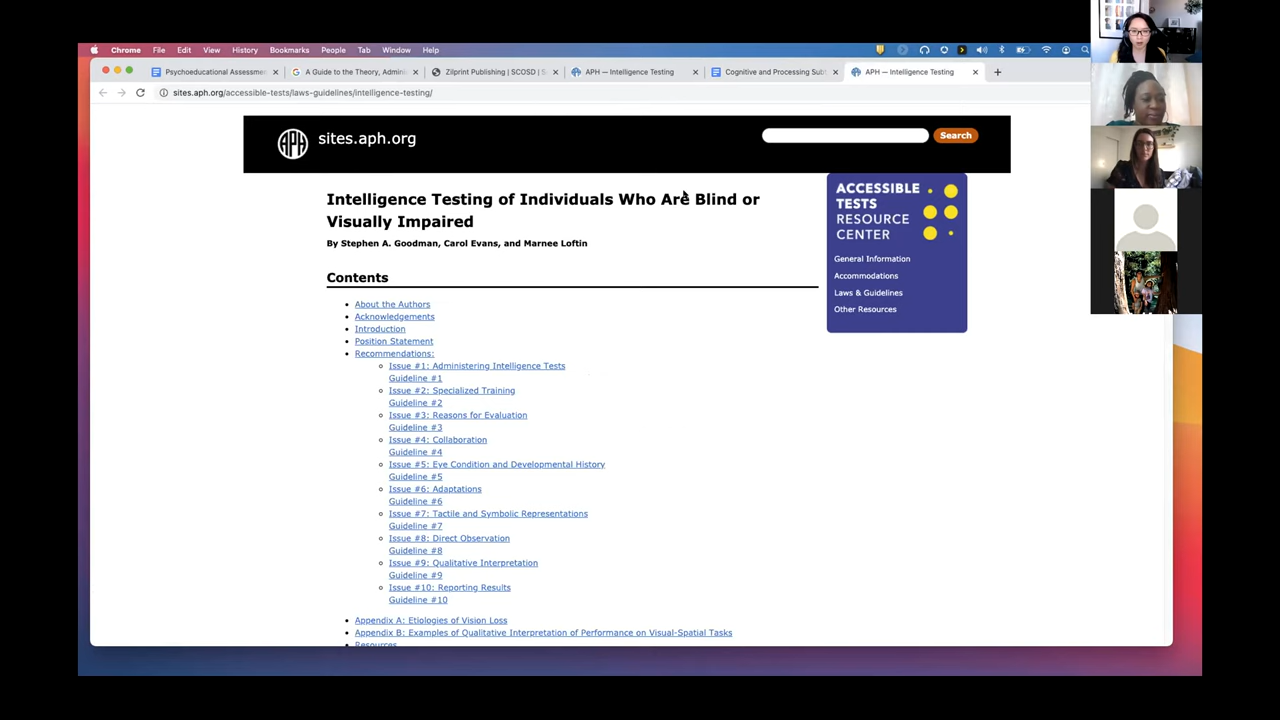 Chrome File Edit View History Bookmarks People Tab Window Help
Psychoeducational Assessmen
A Guide to the Theory, Admini
Zilprint Publishing | SCOSD | S
APH — Intelligence Testing
Cognitive and Processing Sub
APH — Intelligence Testing
sites.aph.org/accessible-tests/laws-guidelines/intelligence-testing/
APH
sites.aph.org
Search
Intelligence Testing of Individuals Who Are Blind or
Visually Impaired
By Stephen A. Goodman, Carol Evans, and Marnee Loftin
Contents
About the Authors
Acknowledgements
Introduction
Position Statement
Recommendations:
Issue #1: Administering Intelligence Tests
Guideline #1
Issue #2: Specialized Training
Guideline #2
Issue #3: Reasons for Evaluation
Guideline #3
Issue #4: Collaboration
Guideline #4
Issue #5: Eye Condition and Developmental History
Guideline #5
Issue #6: Adaptations
Guideline #6
Issue #7: Tactile and Symbolic Representations
Guideline #7
Issue #8: Direct Observation
Guideline #8
Issue #9: Qualitative Interpretation
Guideline #9
Issue #10: Reporting Results
Guideline #10
Appendix A: Etiologies of Vision Loss
Appendix B: Examples of Qualitative Interpretation of Performance on Visual-Spatial Tasks
Resources
ACCESSIBLE
TESTS
RESOURCE
CENTER
General Information
Accommodations
Laws & Guidelines
Other Resources